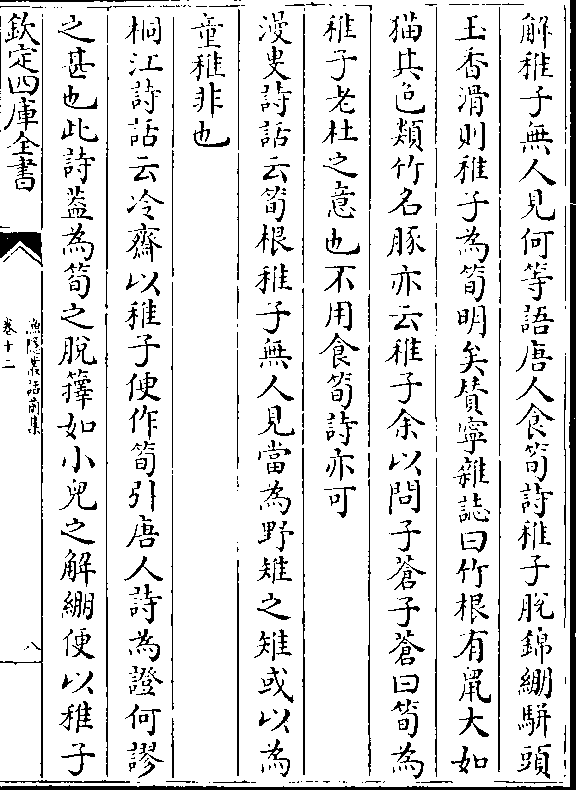 解稚子無人見何等語唐人食筍詩稚子脫錦繃駢頭
玉香滑則稚子為筍明矣賛寧雜誌曰竹根有鼠大如
猫其色類竹名豚亦云稚子余以問子蒼子蒼曰筍為
稚子老杜之意也不用食筍詩亦可
漫叟詩話云筍根稚子無人見當為野雉之雉或以為
童稚非也
桐江詩話云冷齋以稚子便作筍引唐人詩為證何謬
之甚也此詩蓋為筍之脫籜如小兒之解繃便以稚子
欽定四庫全書
漁隱叢話前集
卷十二
八